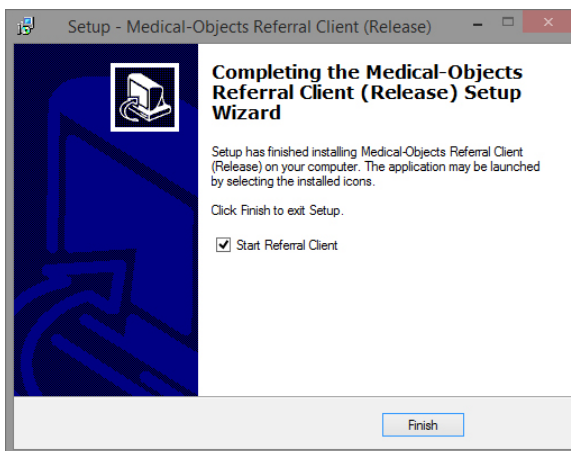 Setup - Medical-Objects Referral Client (Release)
Completing the Medical-Objects
Referral Client (Release) Setup
Wizard
Setup has finished installing Medical-Objects Referral Client
(Release) on your computer. The application may be launched
by selecting the installed icons.
Click Finish to exit Setup.
Start Referral Client
Finish